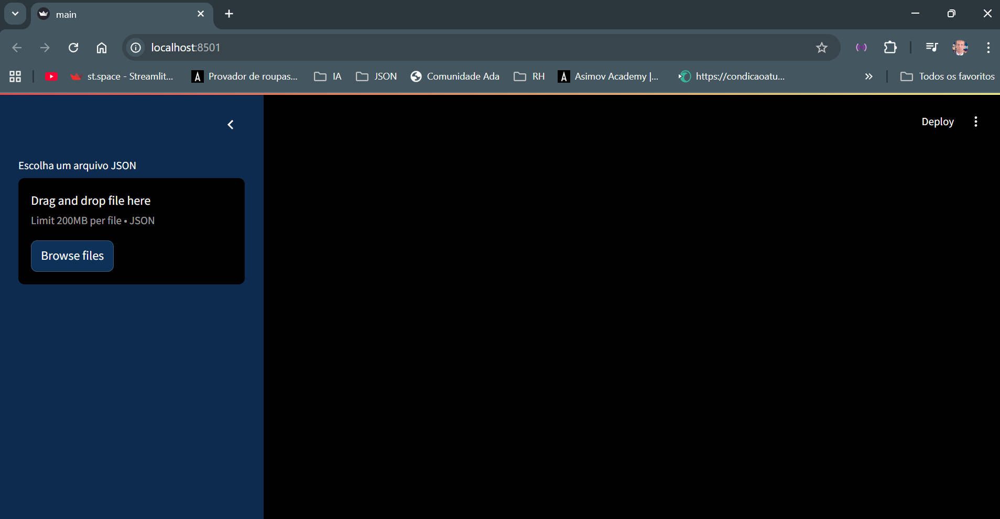 main
localhost:8501
st.space - Streamlit...
Provador de roupas...
IA
JSON
Comunidade Ada
RH
Asimov Academy |...
https://condicaoatu...
Todos os favoritos
Deploy
Escolha um arquivo JSON
Drag and drop file here
Limit 200MB per file • JSON
Browse files